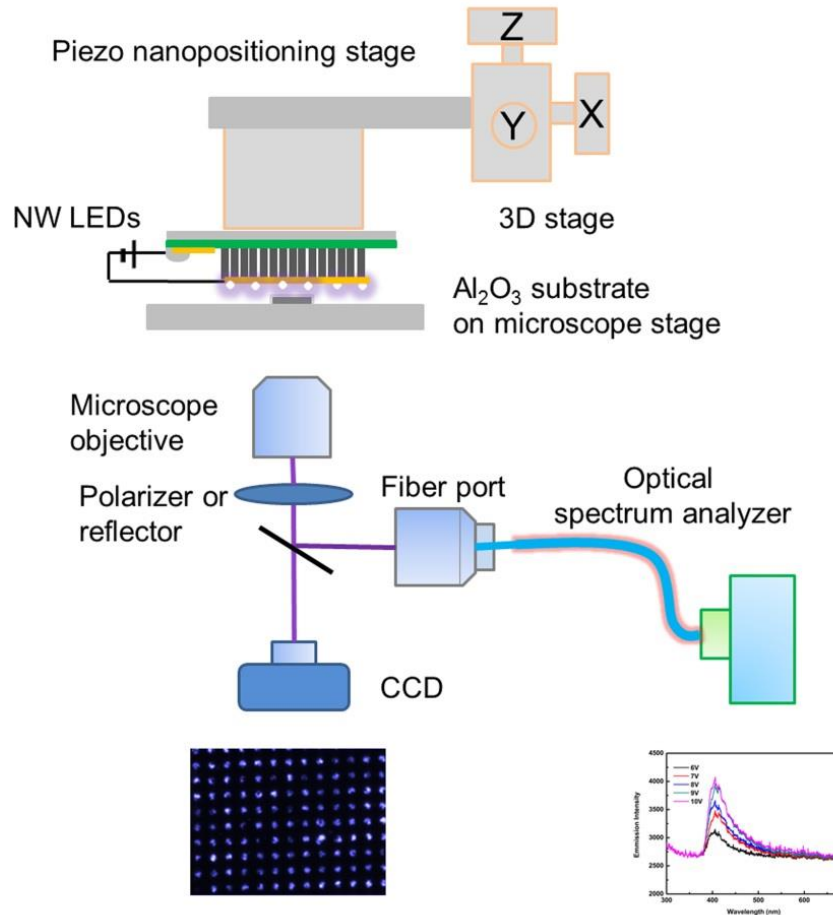 Piezo nanopositioning stage
Z
Y
X
NW LEDs
3D stage
Al₂O₃ substrate
on microscope stage
Microscope
objective
Polarizer or
reflector
Fiber port
Optical
spectrum analyzer
CCD
4500
4000
3500
3000
2500
2000
Emmission Intensity
6V
7V
8V
9V
10V
300
400
500
600
Wavelength (nm)